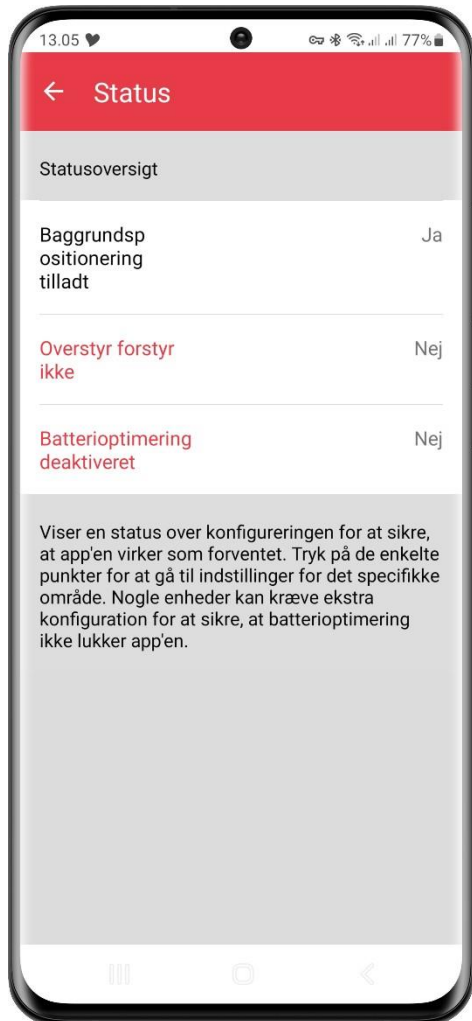 13.05 77%
Status
Statusoversigt
Baggrundsp
ositionering
tilladt
Ja
Overstyr forstyr
ikke
Nej
Batterioptimering
deaktiveret
Nej
Viser en status over konfigureringen for at sikre,
at app'en virker som forventet. Tryk på de enkelte
punkter for at gå til indstillinger for det specifikke
område. Nogle enheder kan kræve ekstra
konfiguration for at sikre, at batterioptimering
ikke lukker app'en.